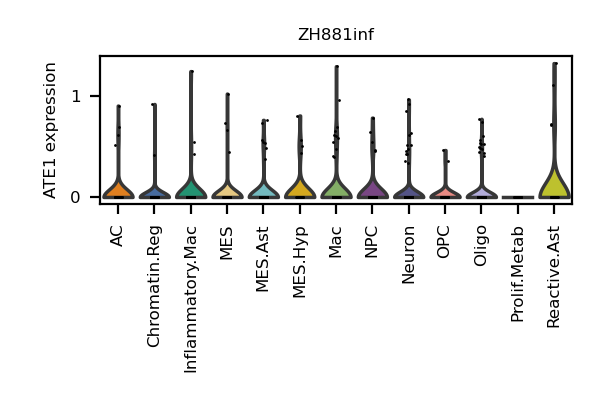 ZH881inf
ATE1 expression
1
0
AC
Chromatin.Reg
Inflammatory.Mac
MES
MES.Ast
MES.Hyp
Mac
NPC
Neuron
OPC
Oligo
Prolif.Metab
Reactive.Ast